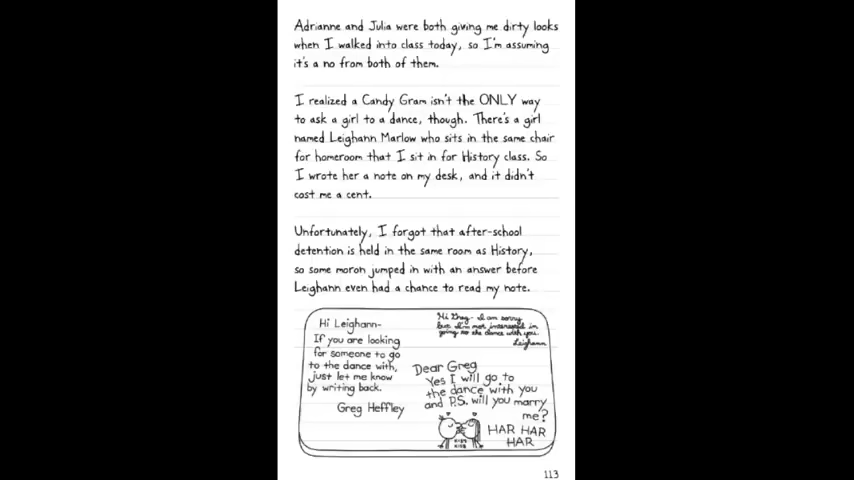 Adrianne and Julia were both giving me dirty looks
when I walked into class today, so I'm assuming
it's a no from both of them.
I realized a Candy Gram isn't the ONLY way
to ask a girl to a dance, though. There's a girl
named Leighann Marlow who sits in the same chair
for homeroom that I sit in for History class. So
I wrote her a note on my desk, and it didn't
cost me a cent.
Unfortunately, I forgot that after-school
detention is held in the same room as History,
so some moron jumped in with an answer before
Leighann even had a chance to read my note.
Hi Leighann-
If you are looking
for someone to go
to the dance with,
just let me know
by writing back.
Greg Heffley
Hi Greg- I am sorry
but I'm not interested in
going to the dance with you.
Leighann
Dear Greg
Yes I will go to
the dance with you
and P.S. will you marry
me?
KISS
KISS
HAR HAR
HAR
113